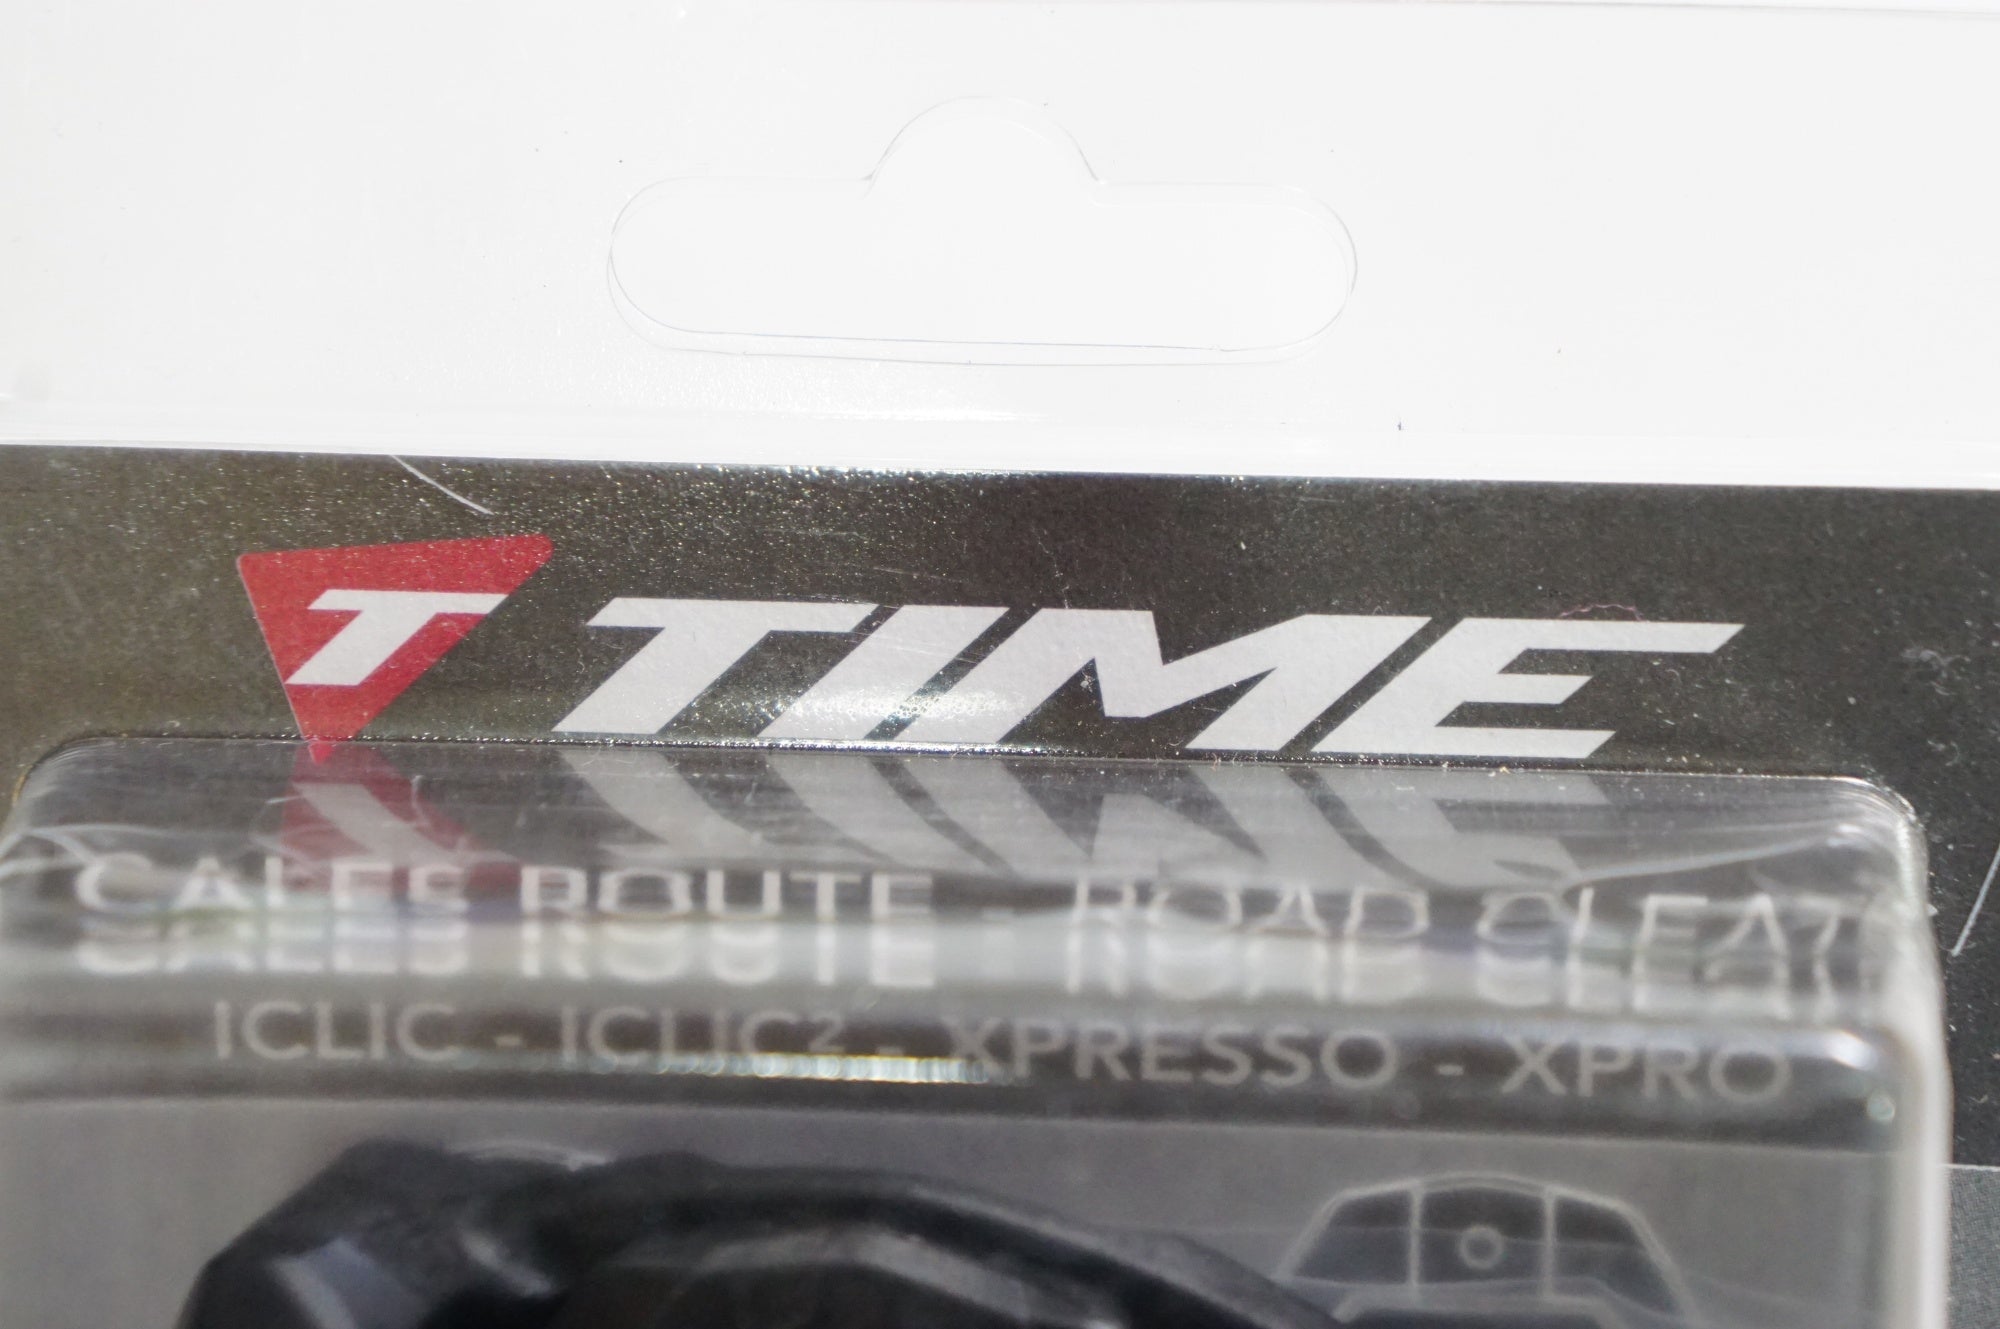 T TIME
CALES ROUTE - ROAD CLEATS
ICLIC - ICLIC² - XPRESSO - XPRO